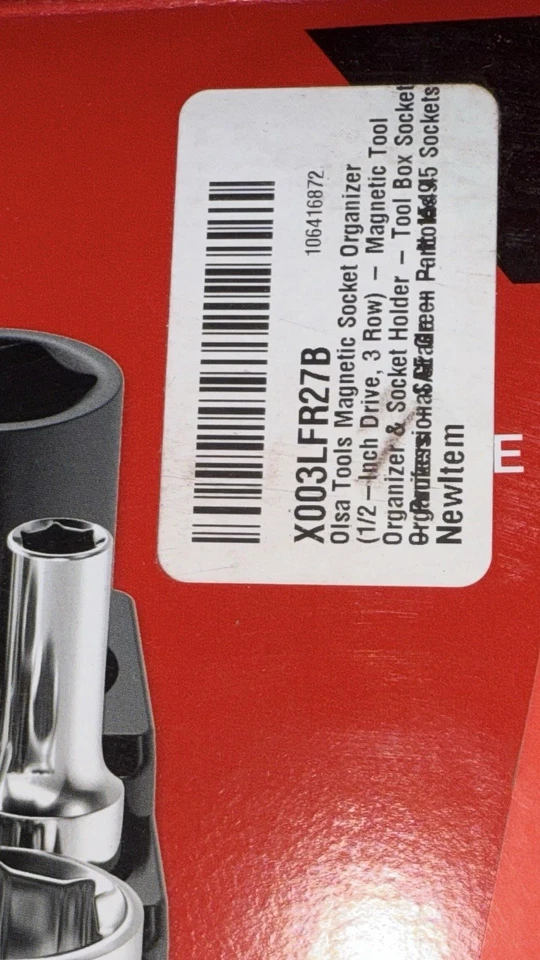 106416872
X003LFR27B
Olsa Tools Magnetic Socket Organizer
(1/2 – Inch Drive, 3 Row) – Magnetic Tool
Organizer & Socket Holder – Tool Box Socket
Sockets
NewItem
E